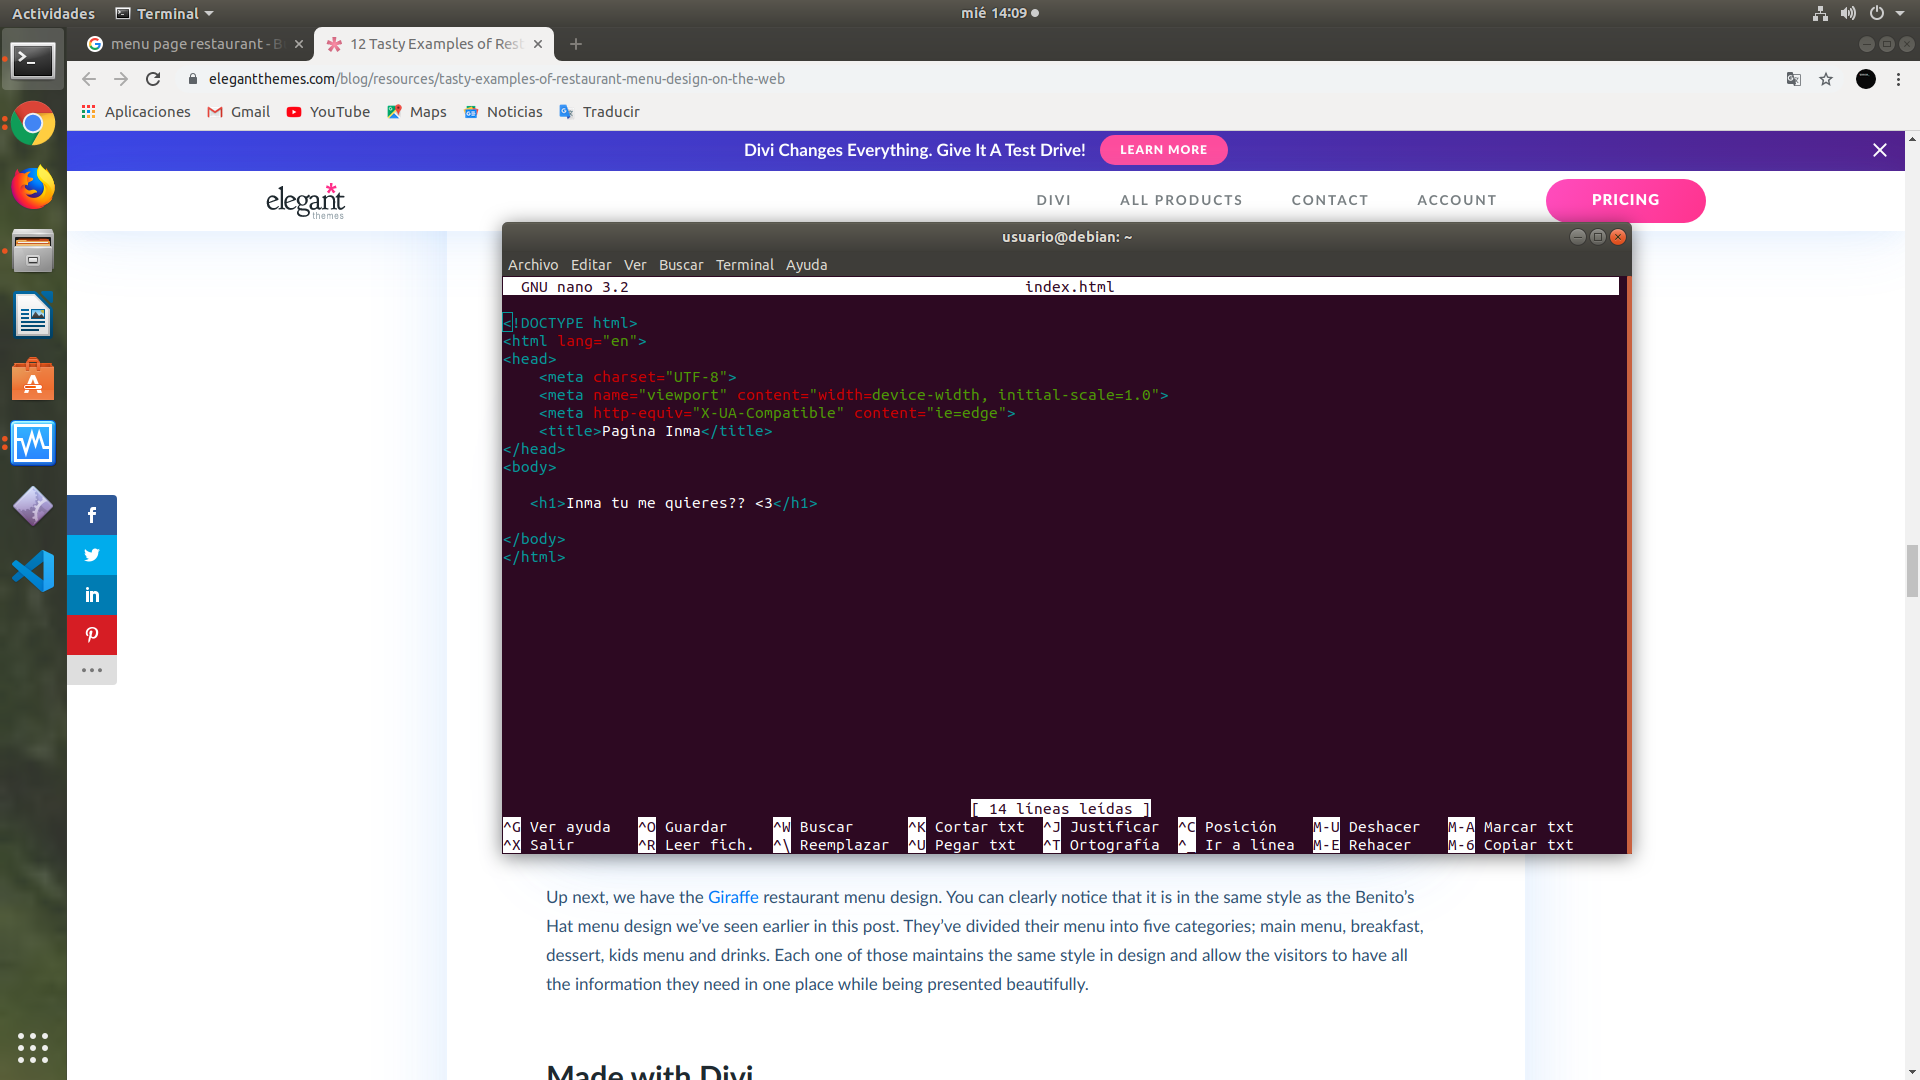 Actividades
Terminal
mié 14:09
menu page restaurant - B
12 Tasty Examples of Rest
elegantthemes.com/blog/resources/tasty-examples-of-restaurant-menu-design-on-the-web
Aplicaciones Gmail YouTube Maps Noticias Traducir
Divi Changes Everything. Give It A Test Drive! LEARN MORE
elegant themes
DIVI ALL PRODUCTS CONTACT ACCOUNT PRICING
usuario@debian: ~
Archivo Editar Ver Buscar Terminal Ayuda
GNU nano 3.2 index.html
<!DOCTYPE html>
<html lang="en">
<head>
    <meta charset="UTF-8">
    <meta name="viewport" content="width=device-width, initial-scale=1.0">
    <meta http-equiv="X-UA-Compatible" content="ie=edge">
    <title>Pagina Inma</title>
</head>
<body>
   <h1>Inma tu me quieres?? <3</h1>
</body>
</html>
[ 14 líneas leídas ]
^G Ver ayuda ^O Guardar ^W Buscar ^K Cortar txt ^J Justificar ^C Posición M-U Deshacer M-A Marcar txt
^X Salir ^R Leer fich. ^\ Reemplazar ^U Pegar txt ^T Ortografía ^_ Ir a línea M-E Rehacer M-6 Copiar txt
Up next, we have the Giraffe restaurant menu design. You can clearly notice that it is in the same style as the Benito’s
Hat menu design we’ve seen earlier in this post. They’ve divided their menu into five categories; main menu, breakfast,
dessert, kids menu and drinks. Each one of those maintains the same style in design and allow the visitors to have all
the information they need in one place while being presented beautifully.
Made with Divi